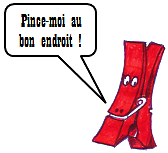 Pince-moi au
bon endroit !